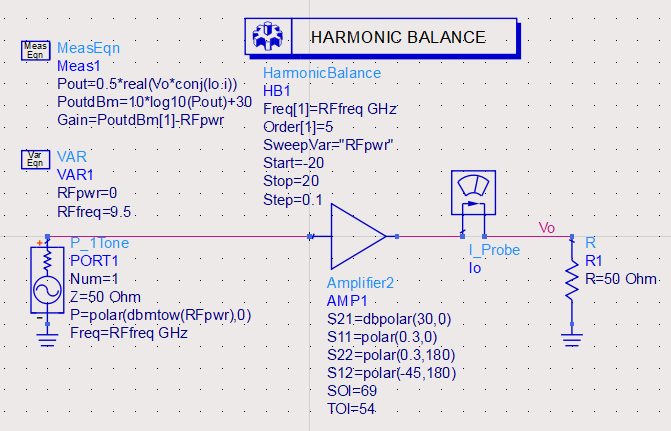 Meas
Eqn
MeasEqn
Meas1
Pout=0.5*real(Vo*conj(Io.i))
PoutdBm=10*log10(Pout)+30
Gain=PoutdBm[1]-RFpwr
HARMONIC BALANCE
HarmonicBalance
HB1
Freq[1]=RFfreq GHz
Order[1]=5
SweepVar="RFpwr"
Start=-20
Stop=20
Step=0.1
Var
Eqn
VAR
VAR1
RFpwr=0
RFfreq=9.5
P_1Tone
PORT1
Num=1
Z=50 Ohm
P=polar(dbmtow(RFpwr),0)
Freq=RFfreq GHz
Amplifier2
AMP1
S21=dbpolar(30,0)
S11=polar(0.3,0)
S22=polar(0.3,180)
S12=polar(-45,180)
SOI=69
TOI=54
I_Probe
Io
Vo
R
R1
R=50 Ohm